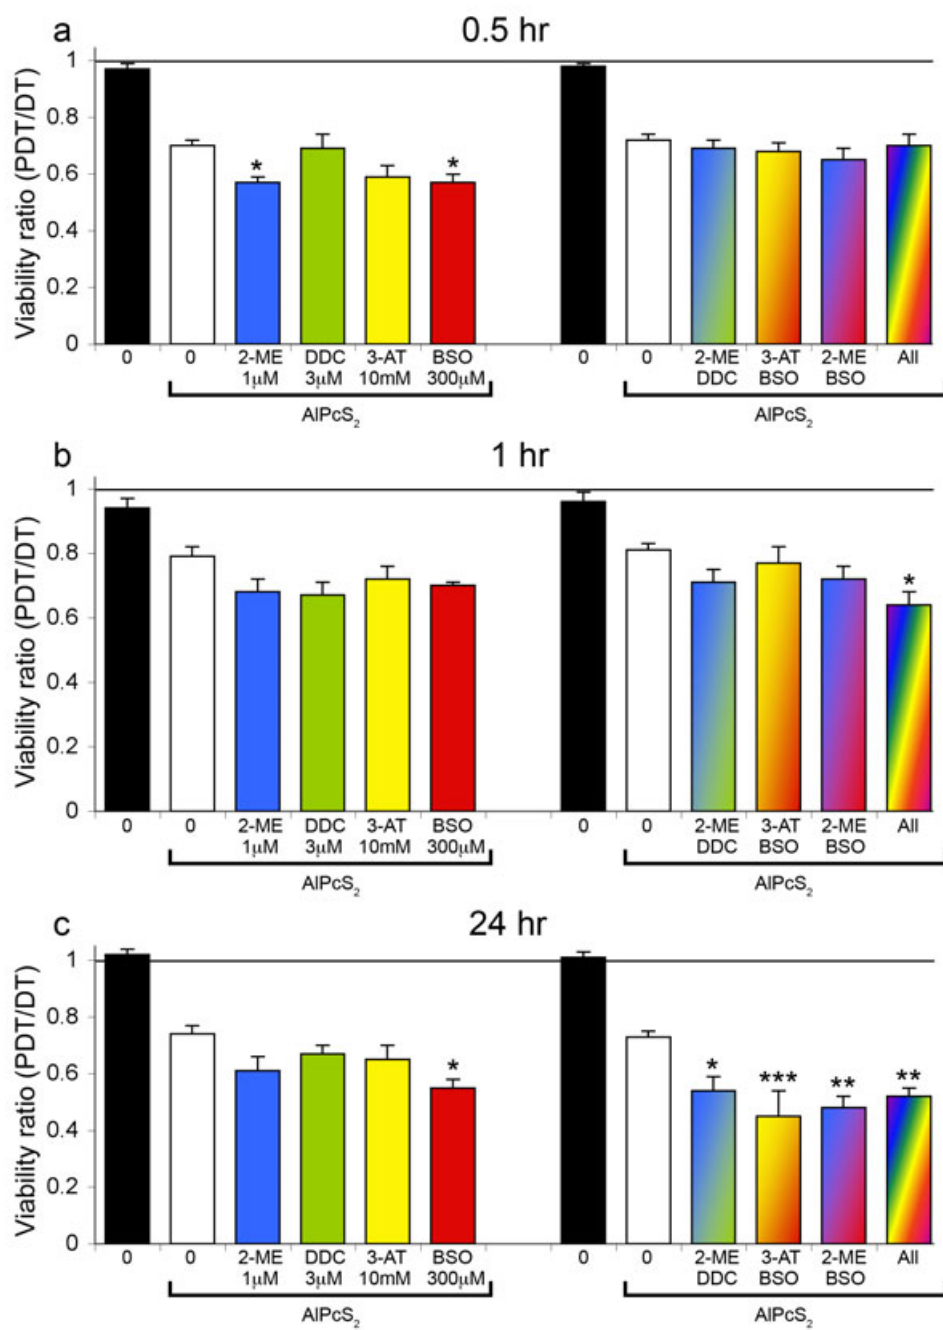 a
0.5 hr
Viability ratio (PDT/DT)
1
0.8
0.6
0.4
0.2
0
* *
0 0 2-ME DDC 3-AT BSO 0 0 2-ME 3-AT 2-ME All
1µM 3µM 10mM 300µM DDC BSO BSO
AlPcS₂ AlPcS₂
b
1 hr
Viability ratio (PDT/DT)
1
0.8
0.6
0.4
0.2
0
*
0 0 2-ME DDC 3-AT BSO 0 0 2-ME 3-AT 2-ME All
1µM 3µM 10mM 300µM DDC BSO BSO
AlPcS₂ AlPcS₂
c
24 hr
Viability ratio (PDT/DT)
1
0.8
0.6
0.4
0.2
0
* * *** ** **
0 0 2-ME DDC 3-AT BSO 0 0 2-ME 3-AT 2-ME All
1µM 3µM 10mM 300µM DDC BSO BSO
AlPcS₂ AlPcS₂